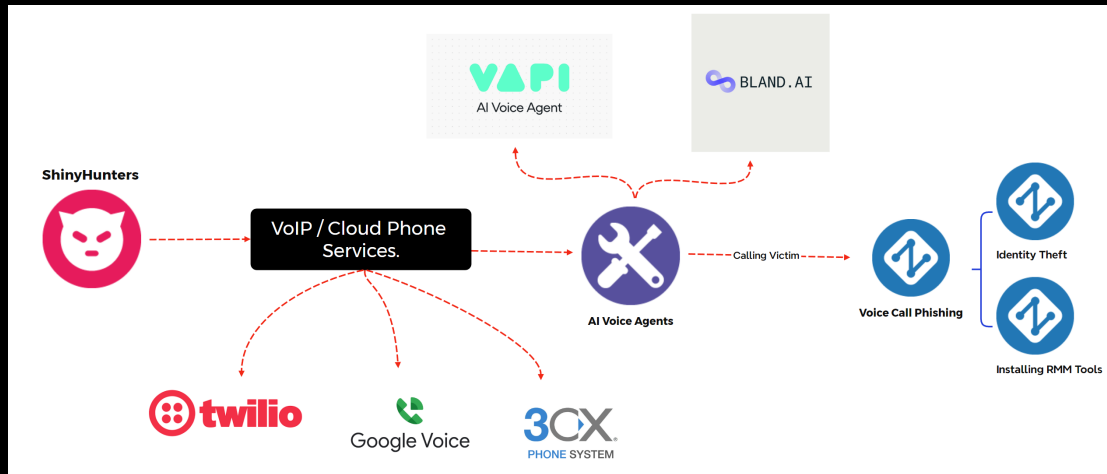 VAPI
AI Voice Agent
BLAND.AI
ShinyHunters
VoIP / Cloud Phone
Services.
Calling Victim
AI Voice Agents
Voice Call Phishing
Identity Theft
Installing RMM Tools
twilio
Google Voice
3CX®
PHONE SYSTEM